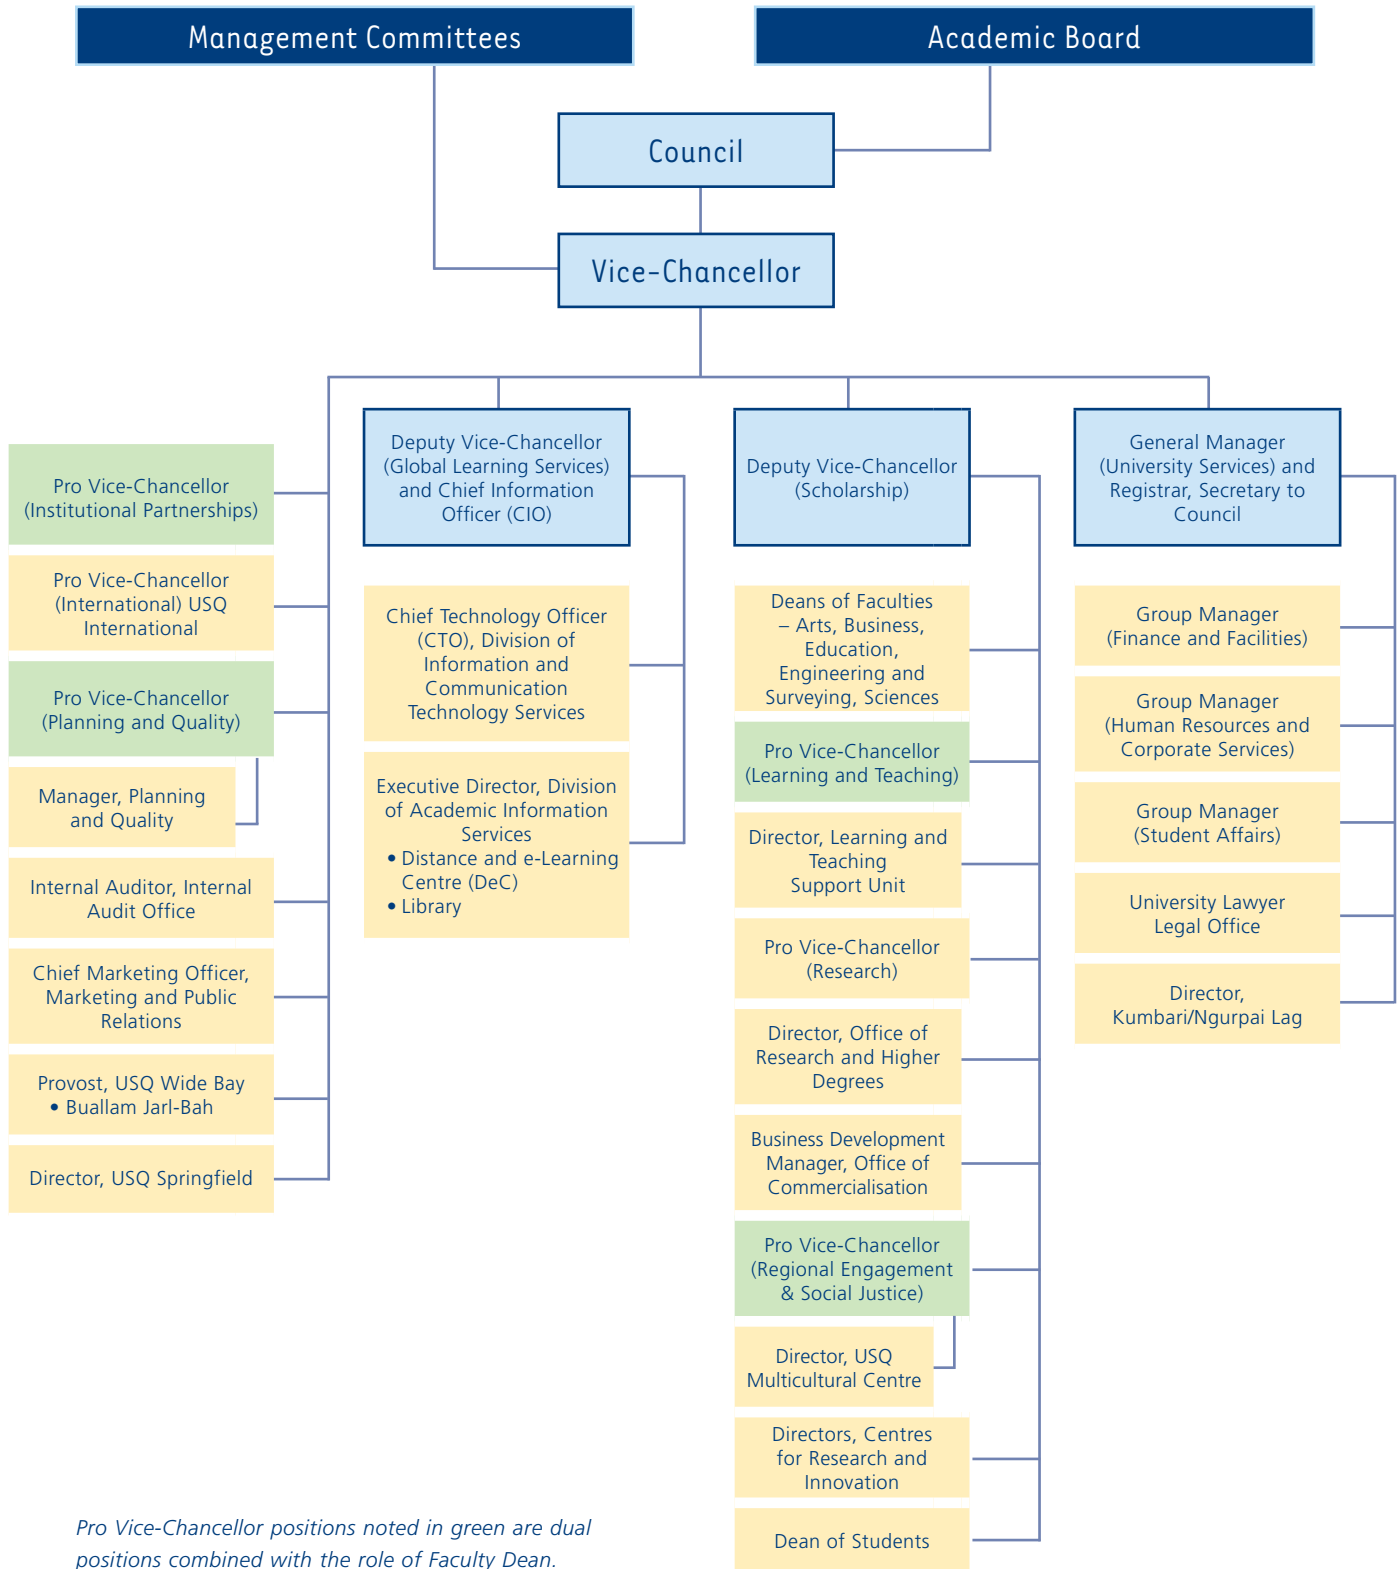 Management Committees
Academic Board
Council
Vice-Chancellor
Pro Vice-Chancellor
(Institutional Partnerships)
Pro Vice-Chancellor
(International) USQ
International
Pro Vice-Chancellor
(Planning and Quality)
Manager, Planning
and Quality
Internal Auditor, Internal
Audit Office
Chief Marketing Officer,
Marketing and Public
Relations
Provost, USQ Wide Bay
• Buallam Jarl-Bah
Director, USQ Springfield
Deputy Vice-Chancellor
(Global Learning Services)
and Chief Information
Officer (CIO)
Chief Technology Officer
(CTO), Division of
Information and
Communication
Technology Services
Executive Director, Division
of Academic Information
Services
• Distance and e-Learning
Centre (DeC)
• Library
Deputy Vice-Chancellor
(Scholarship)
Deans of Faculties
– Arts, Business,
Education,
Engineering and
Surveying, Sciences
Pro Vice-Chancellor
(Learning and Teaching)
Director, Learning and
Teaching
Support Unit
Pro Vice-Chancellor
(Research)
Director, Office of
Research and Higher
Degrees
Business Development
Manager, Office of
Commercialisation
Pro Vice-Chancellor
(Regional Engagement
& Social Justice)
Director, USQ
Multicultural Centre
Directors, Centres
for Research and
Innovation
Dean of Students
General Manager
(University Services) and
Registrar, Secretary to
Council
Group Manager
(Finance and Facilities)
Group Manager
(Human Resources and
Corporate Services)
Group Manager
(Student Affairs)
University Lawyer
Legal Office
Director,
Kumbari/Ngurpai Lag
Pro Vice-Chancellor positions noted in green are dual
positions combined with the role of Faculty Dean.